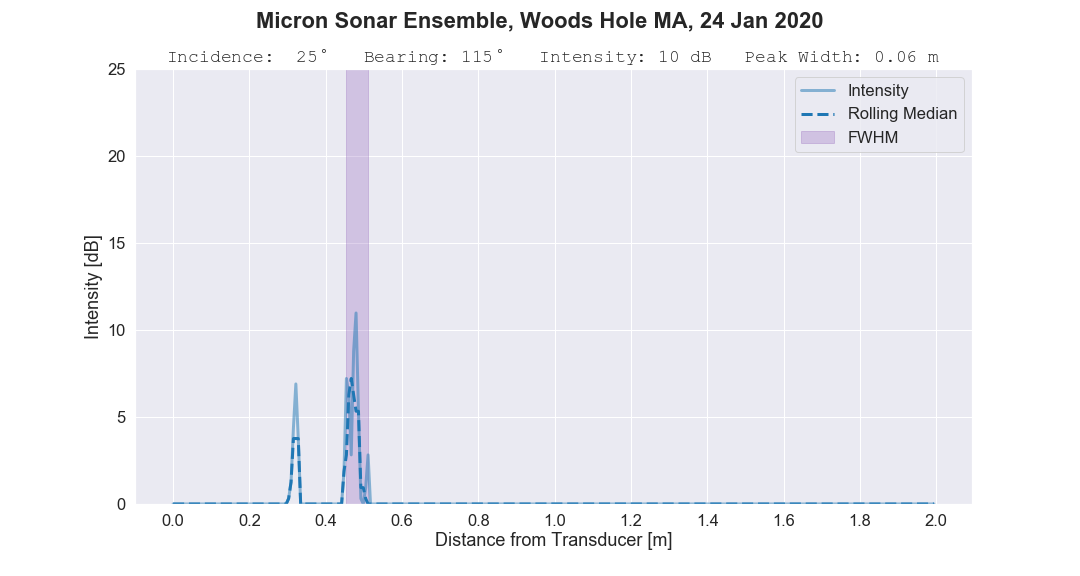 Micron Sonar Ensemble, Woods Hole MA, 24 Jan 2020
Incidence: 25° Bearing: 115° Intensity: 10 dB Peak Width: 0.06 m
25
20
15
10
5
0
Intensity [dB]
Intensity
Rolling Median
FWHM
0.0 0.2 0.4 0.6 0.8 1.0 1.2 1.4 1.6 1.8 2.0
Distance from Transducer [m]